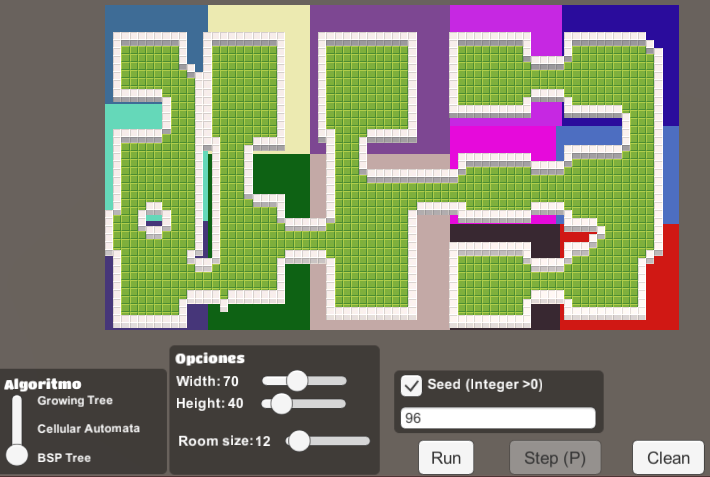 Algoritmo
Growing Tree
Cellular Automata
BSP Tree
Opciones
Width: 70
Height: 40
Room size: 12
Seed (Integer >0)
96
Run
Step (P)
Clean